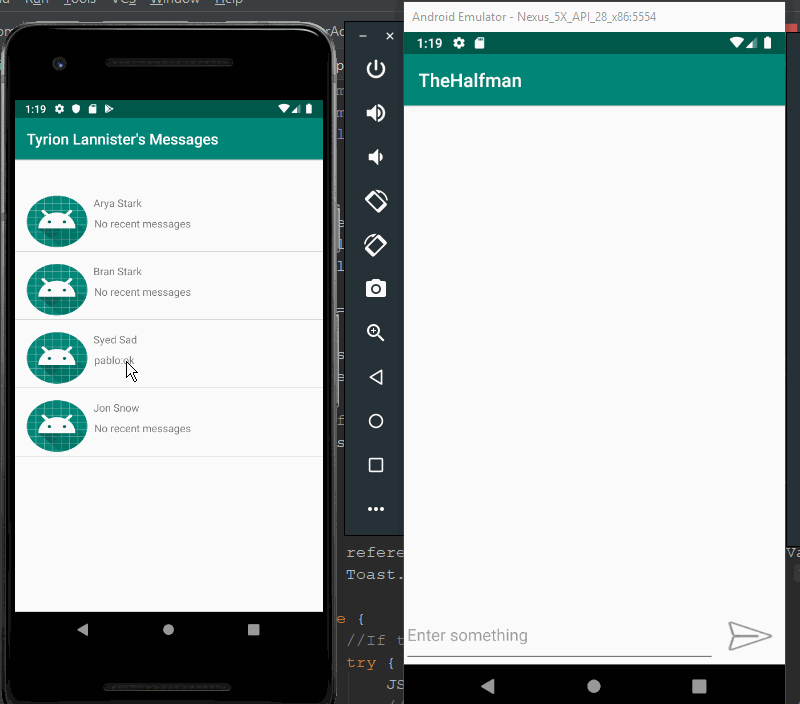 Run Tools VCS Window Help
1:19
Tyrion Lannister's Messages
Arya Stark
No recent messages
Bran Stark
No recent messages
Syed Sad
pablo:ok
Jon Snow
No recent messages
Android Emulator - Nexus_5X_API_28_x86:5554
1:19
TheHalfman
Enter something
refere
Toast.
e {
//If t
try {
JS